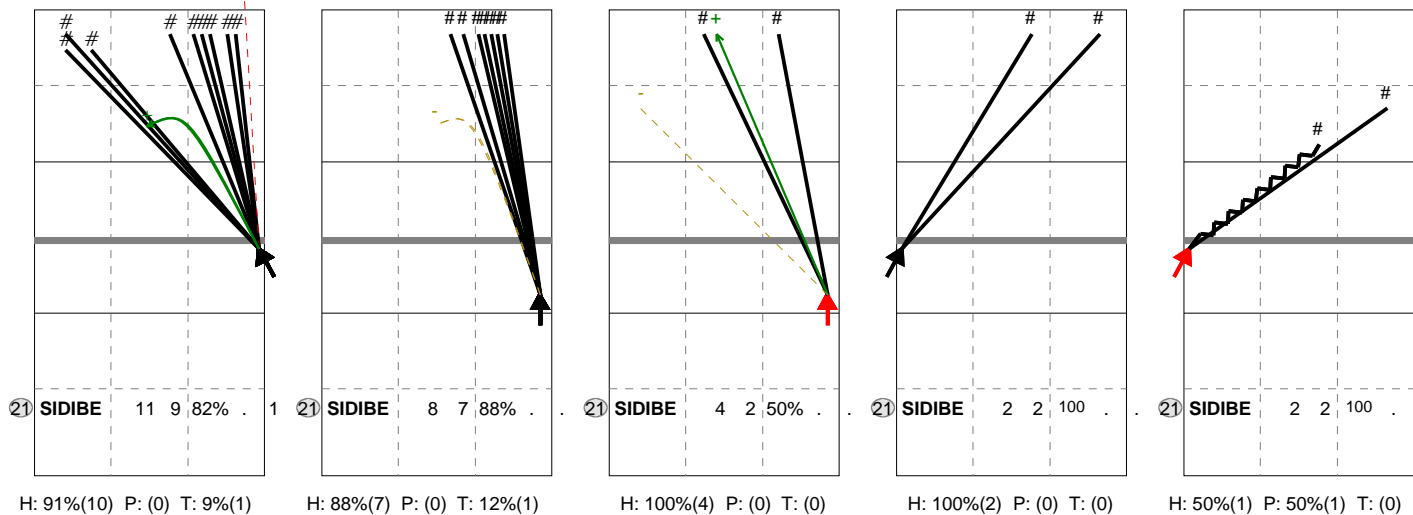 # # #### ##
# #
+
# # #####
-
# + #
-
# #
#
#
21 SIDIBE 11 9 82% . 1
21 SIDIBE 8 7 88% . .
21 SIDIBE 4 2 50% . .
21 SIDIBE 2 2 100 . .
21 SIDIBE 2 2 100 .
H: 91%(10) P: (0) T: 9%(1)
H: 88%(7) P: (0) T: 12%(1)
H: 100%(4) P: (0) T: (0)
H: 100%(2) P: (0) T: (0)
H: 50%(1) P: 50%(1) T: (0)